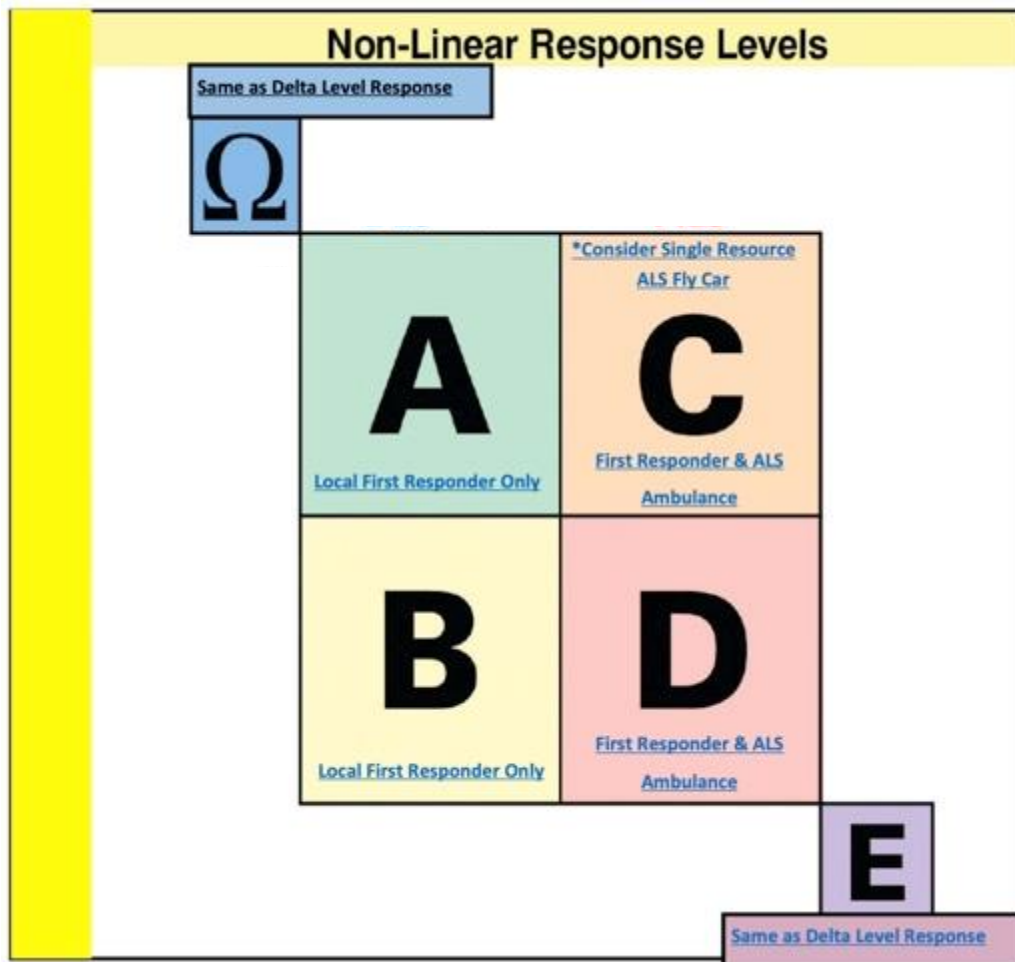 Non-Linear Response Levels
Same as Delta Level Response
Ω
*Consider Single Resource
ALS Fly Car
A
C
Local First Responder Only
First Responder & ALS
Ambulance
B
D
Local First Responder Only
First Responder & ALS
Ambulance
E
Same as Delta Level Response